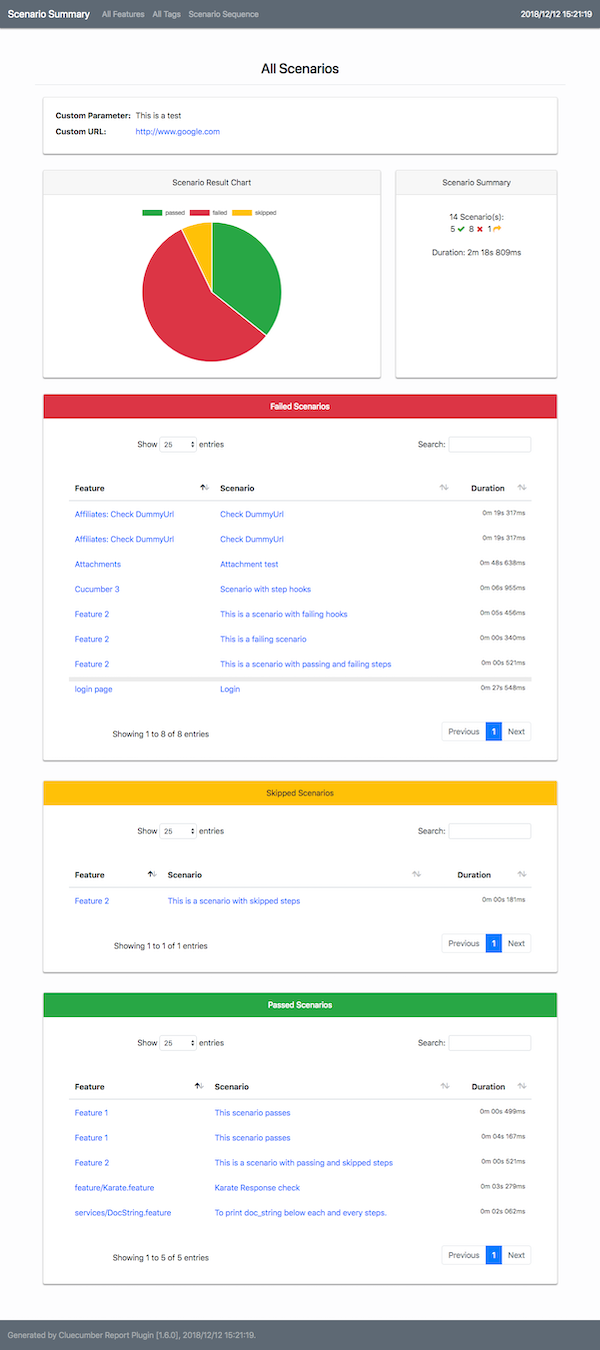 Scenario Summary All Features All Tags Scenario Sequence 2018/12/12 15:21:19
All Scenarios
Custom Parameter: This is a test
Custom URL: http://www.google.com
Scenario Result Chart
passed failed skipped
Scenario Summary
14 Scenario(s):
5 8 1
Duration: 2m 18s 809ms
Failed Scenarios
Show 25 entries Search:
Feature Scenario Duration
Affiliates: Check DummyUrl Check DummyUrl 0m 19s 317ms
Affiliates: Check DummyUrl Check DummyUrl 0m 19s 317ms
Attachments Attachment test 0m 48s 638ms
Cucumber 3 Scenario with step hooks 0m 06s 955ms
Feature 2 This is a scenario with failing hooks 0m 05s 456ms
Feature 2 This is a failing scenario 0m 00s 340ms
Feature 2 This is a scenario with passing and failing steps 0m 00s 521ms
login page Login 0m 27s 548ms
Showing 1 to 8 of 8 entries Previous 1 Next
Skipped Scenarios
Show 25 entries Search:
Feature Scenario Duration
Feature 2 This is a scenario with skipped steps 0m 00s 181ms
Showing 1 to 1 of 1 entries Previous 1 Next
Passed Scenarios
Show 25 entries Search:
Feature Scenario Duration
Feature 1 This scenario passes 0m 00s 499ms
Feature 1 This scenario passes 0m 04s 167ms
Feature 2 This is a scenario with passing and skipped steps 0m 00s 521ms
feature/Karate.feature Karate Response check 0m 03s 279ms
services/DocString.feature To print doc_string below each and every steps. 0m 02s 062ms
Showing 1 to 5 of 5 entries Previous 1 Next
Generated by Cluecumber Report Plugin [1.6.0], 2018/12/12 15:21:19.